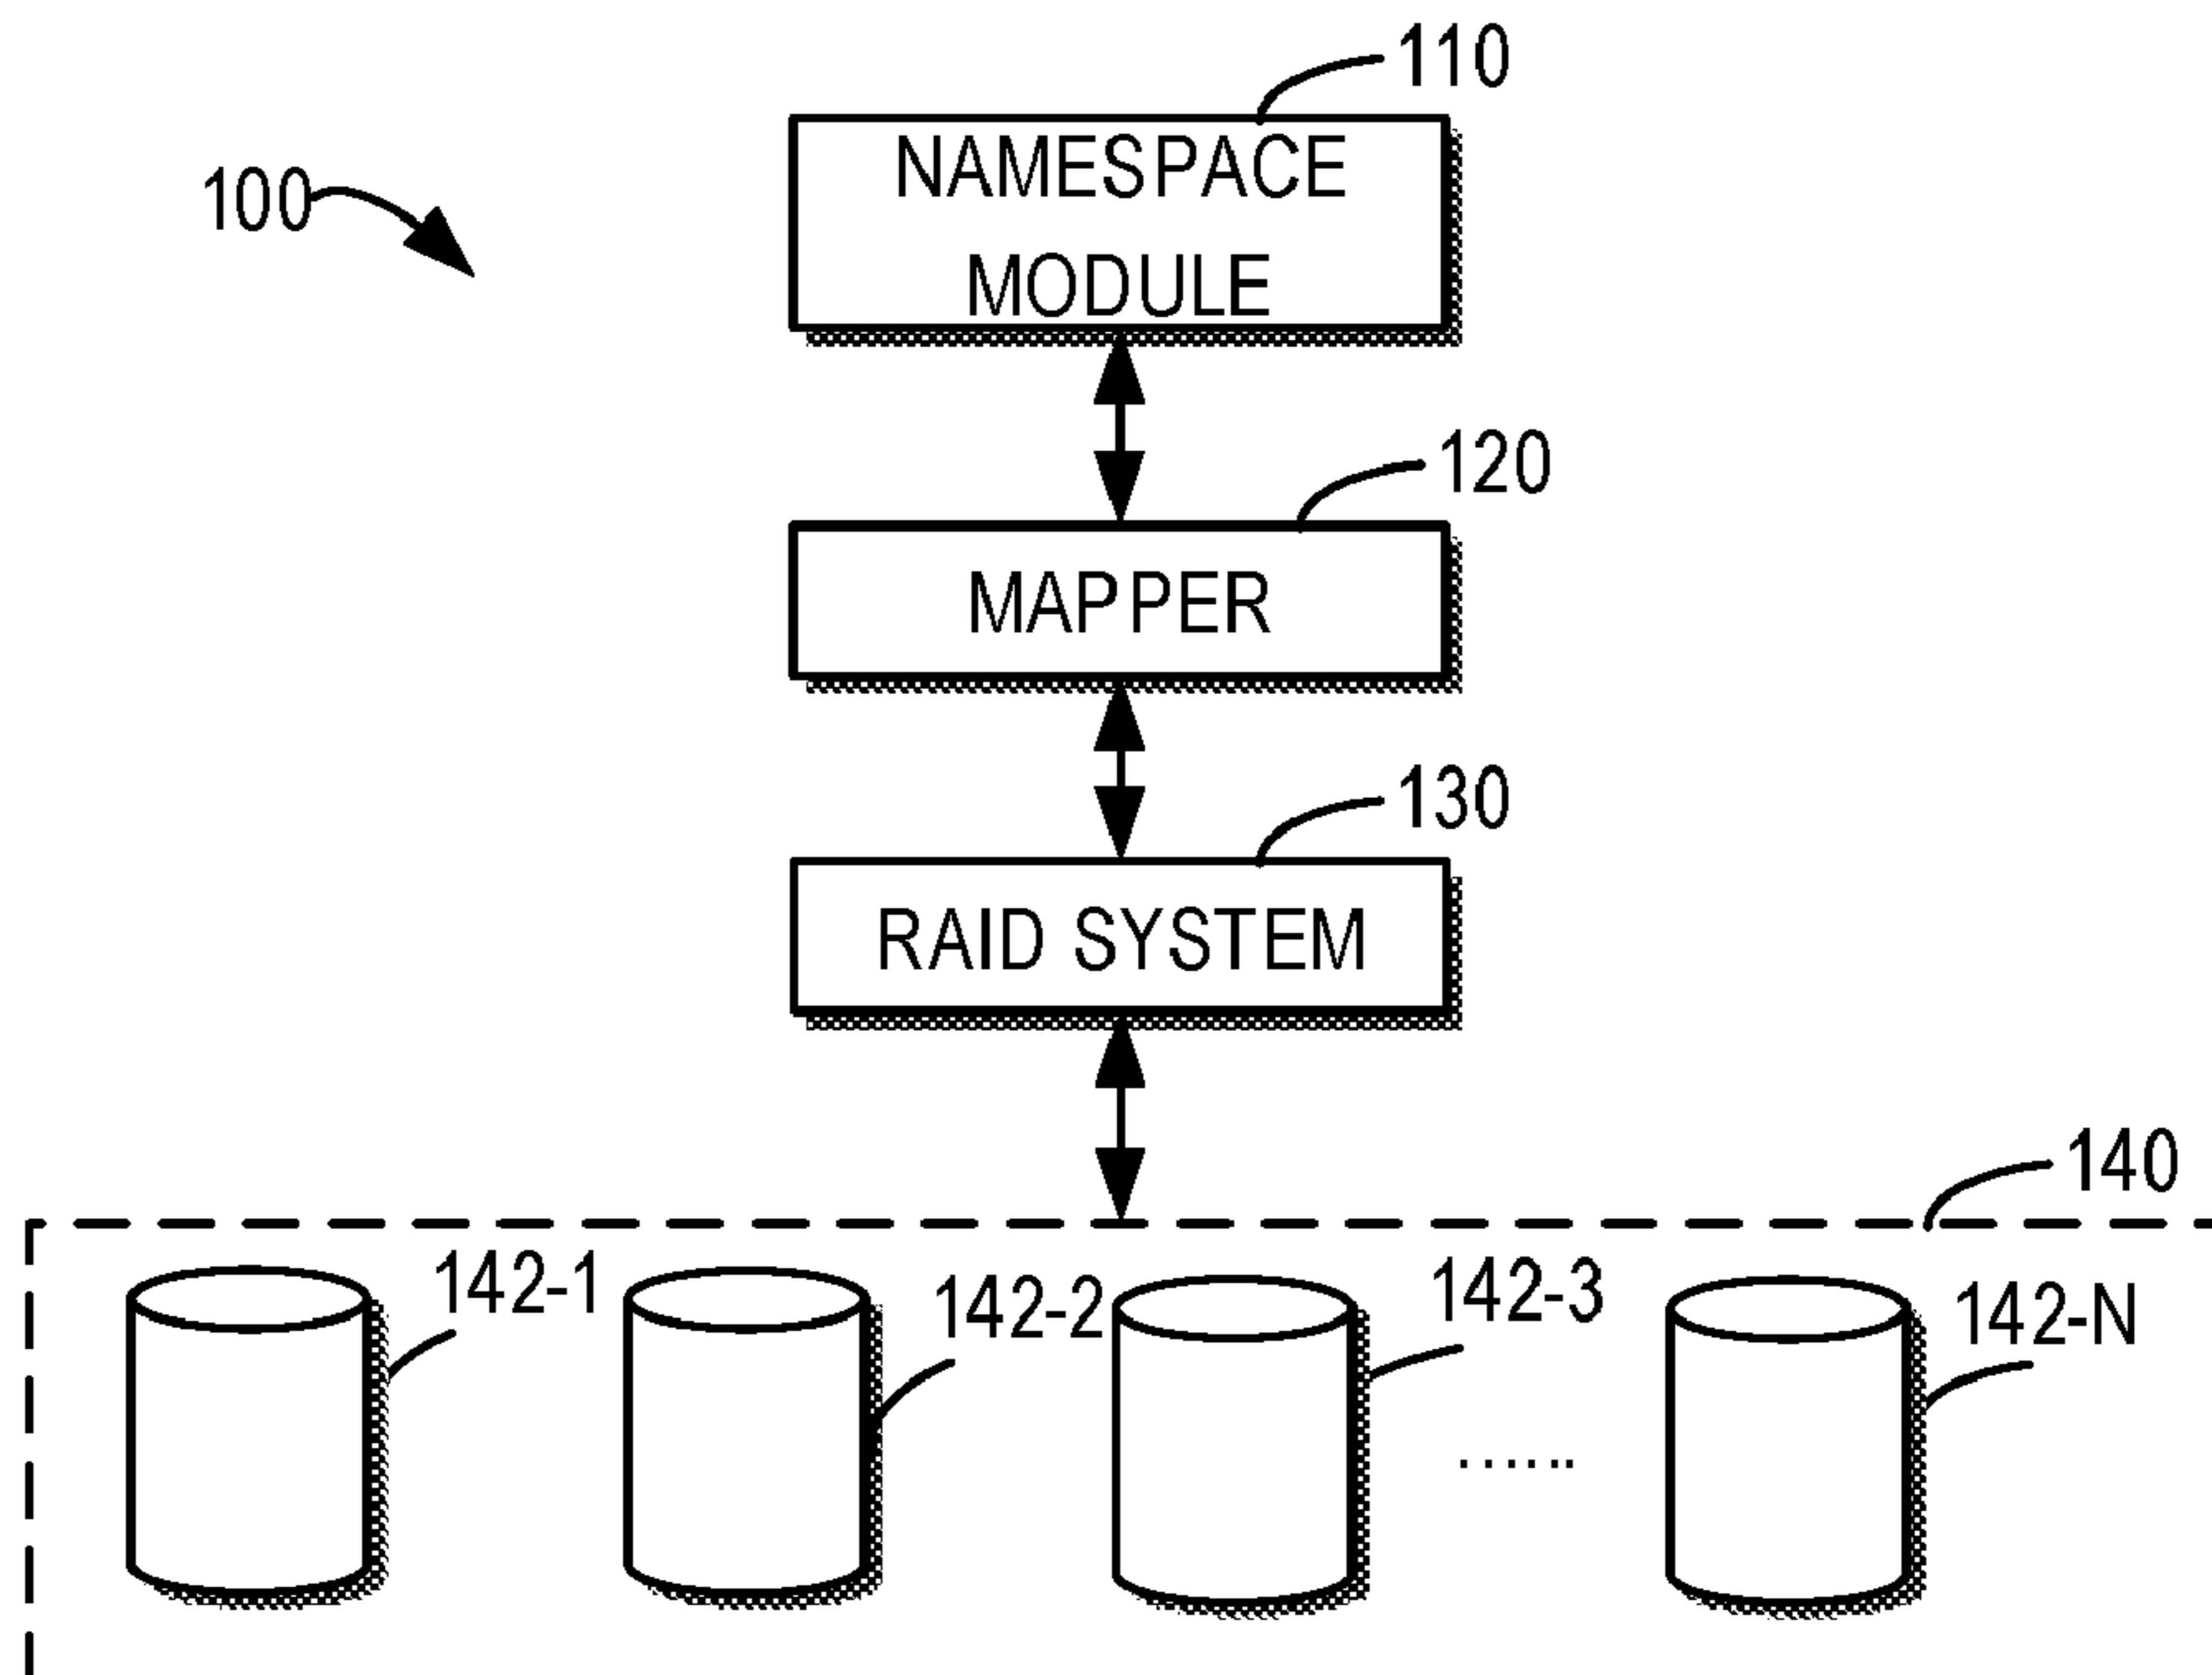 110
100
NAMESPACE
MODULE
120
MAPPER
130
RAID SYSTEM
140
142-1
142-2
142-3
142-N
......